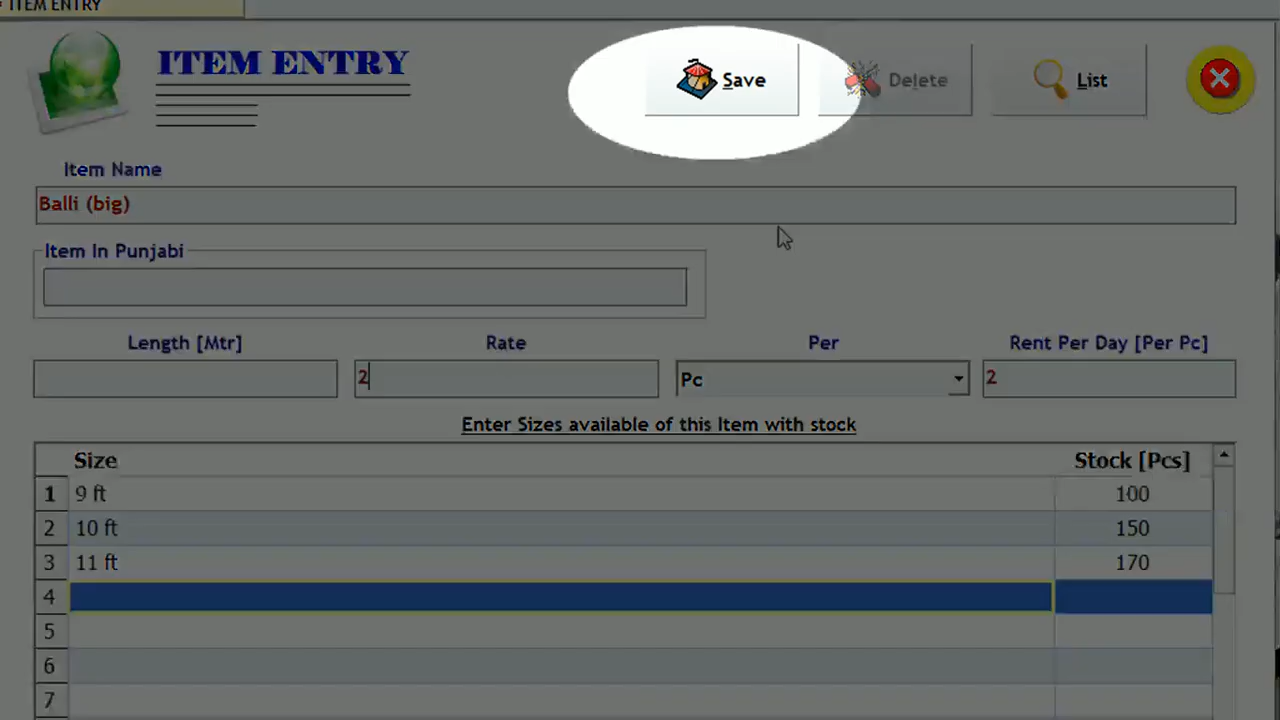 ITEM ENTRY
ITEM ENTRY
Save
Delete
List
Item Name
Balli (big)
Item In Punjabi
Length [Mtr]
Rate
Per
Rent Per Day [Per Pc]
2
Pc
2
Enter Sizes available of this Item with stock
Size
Stock [Pcs]
1
9 ft
100
2
10 ft
150
3
11 ft
170
4
5
6
7